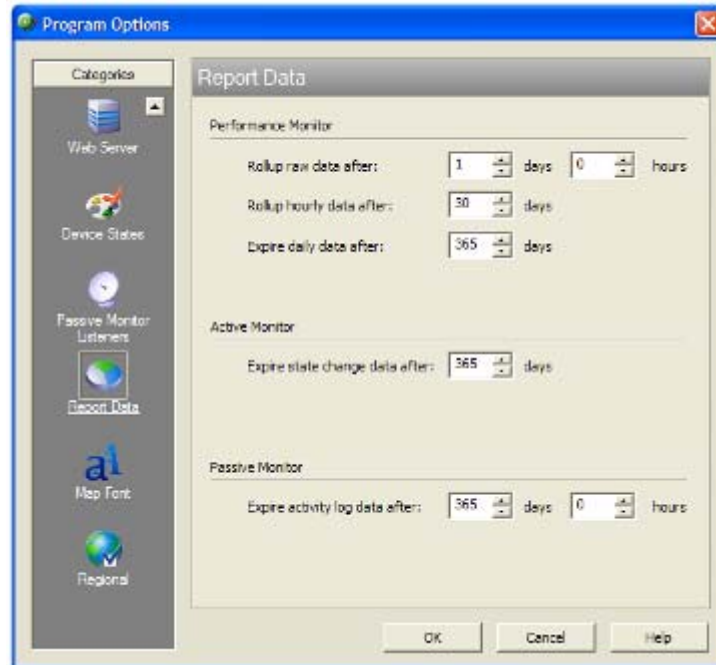 Program Options
Categories
Web Server
Device States
Passive Monitor
Listeners
Report Data
Map Font
Regional
Report Data
Performance Monitor
Rollup raw data after: 1 days 0 hours
Rollup hourly data after: 30 days
Expire daily data after: 365 days
Active Monitor
Expire state change data after: 365 days
Passive Monitor
Expire activity log data after: 365 days 0 hours
OK Cancel Help